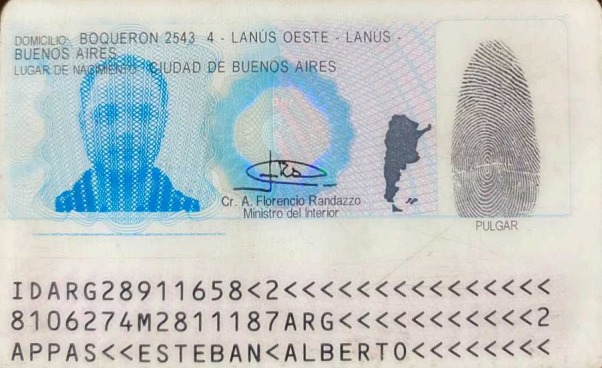 DOMICILIO: BOQUERON 2543 4 - LANÚS OESTE - LANUS -
BUENOS AIRES
LUGAR DE NACIMIENTO: CIUDAD DE BUENOS AIRES
Cr. A. Florencio Randazzo
Ministro del Interior
PULGAR
IDARG28911658<2<<<<<<<<<<<<<<<
8106274M2811187ARG<<<<<<<<<<<2
APPAS<<ESTEBAN<ALBERTO<<<<<<<<